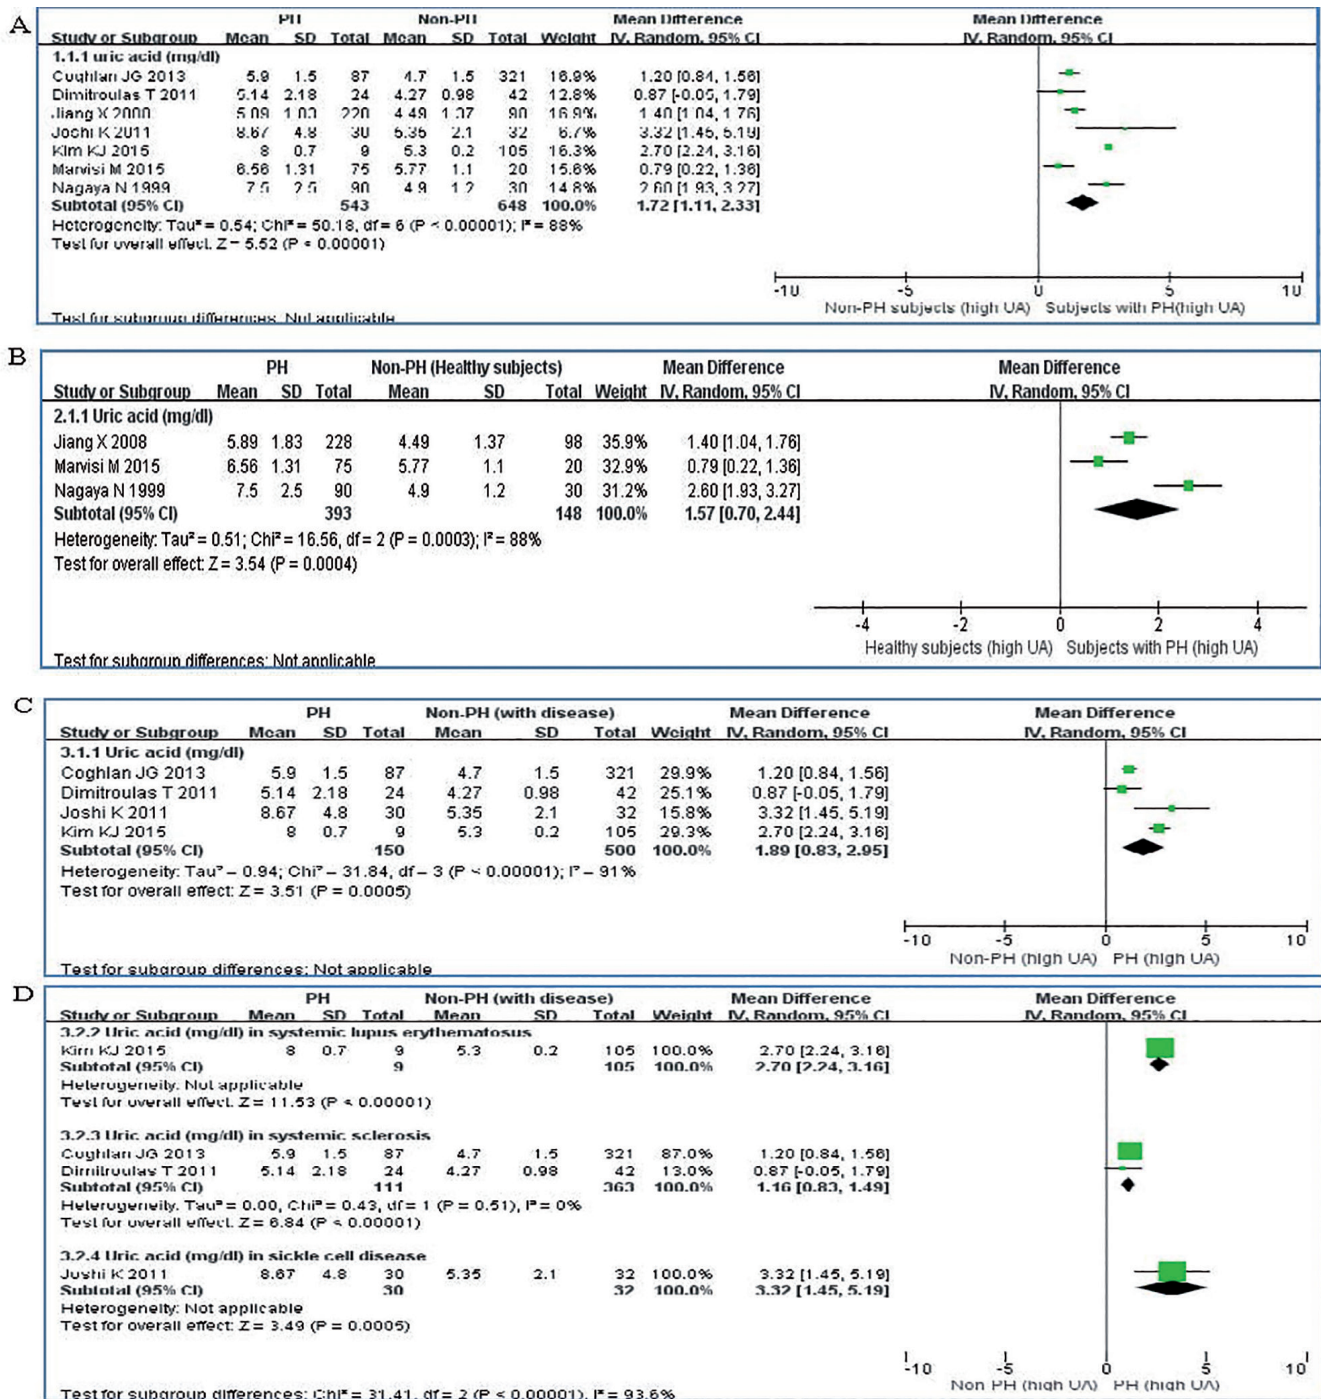 A
PH Non-PH Mean Difference Mean Difference
Study or Subgroup Mean SD Total Mean SD Total Weight IV, Random, 95% CI IV, Random, 95% CI
1.1.1 uric acid (mg/dl)
Coghlan JG 2013 5.9 1.5 87 4.7 1.5 321 16.9% 1.20 [0.84, 1.56]
Dimitroulas T 2011 5.14 2.18 24 4.27 0.98 42 12.8% 0.87 [-0.05, 1.79]
Jiang X 2008 5.89 1.83 228 4.49 1.37 98 16.9% 1.40 [1.04, 1.76]
Joshi K 2011 8.67 4.8 30 5.35 2.1 32 6.7% 3.32 [1.45, 5.19]
Kim KJ 2015 8 0.7 9 5.3 0.2 105 16.3% 2.70 [2.24, 3.16]
Marvisi M 2015 6.56 1.31 75 5.77 1.1 20 15.6% 0.79 [0.22, 1.36]
Nagaya N 1999 7.5 2.5 90 4.9 1.2 30 14.8% 2.60 [1.93, 3.27]
Subtotal (95% CI) 543 648 100.0% 1.72 [1.11, 2.33]
Heterogeneity: Tau² = 0.54; Chi² = 50.18, df = 6 (P < 0.00001); I² = 88%
Test for overall effect: Z = 5.52 (P < 0.00001)
-10 -5 0 5 10
Non-PH subjects (high UA) Subjects with PH(high UA)
Test for subgroup differences: Not applicable
B
PH Non-PH (Healthy subjects) Mean Difference Mean Difference
Study or Subgroup Mean SD Total Mean SD Total Weight IV, Random, 95% CI IV, Random, 95% CI
2.1.1 Uric acid (mg/dl)
Jiang X 2008 5.89 1.83 228 4.49 1.37 98 35.9% 1.40 [1.04, 1.76]
Marvisi M 2015 6.56 1.31 75 5.77 1.1 20 32.9% 0.79 [0.22, 1.36]
Nagaya N 1999 7.5 2.5 90 4.9 1.2 30 31.2% 2.60 [1.93, 3.27]
Subtotal (95% CI) 393 148 100.0% 1.57 [0.70, 2.44]
Heterogeneity: Tau² = 0.51; Chi² = 16.56, df = 2 (P = 0.0003); I² = 88%
Test for overall effect: Z = 3.54 (P = 0.0004)
-4 -2 0 2 4
Healthy subjects (high UA) Subjects with PH (high UA)
Test for subgroup differences: Not applicable
C
PH Non-PH (with disease) Mean Difference Mean Difference
Study or Subgroup Mean SD Total Mean SD Total Weight IV, Random, 95% CI IV, Random, 95% CI
3.1.1 Uric acid (mg/dl)
Coghlan JG 2013 5.9 1.5 87 4.7 1.5 321 29.9% 1.20 [0.84, 1.56]
Dimitroulas T 2011 5.14 2.18 24 4.27 0.98 42 25.1% 0.87 [-0.05, 1.79]
Joshi K 2011 8.67 4.8 30 5.35 2.1 32 15.8% 3.32 [1.45, 5.19]
Kim KJ 2015 8 0.7 9 5.3 0.2 105 29.3% 2.70 [2.24, 3.16]
Subtotal (95% CI) 150 500 100.0% 1.89 [0.83, 2.95]
Heterogeneity: Tau² = 0.94; Chi² = 31.84, df = 3 (P < 0.00001); I² = 91%
Test for overall effect: Z = 3.51 (P = 0.0005)
-10 -5 0 5 10
Non-PH (high UA) PH (high UA)
Test for subgroup differences: Not applicable
D
PH Non-PH (with disease) Mean Difference Mean Difference
Study or Subgroup Mean SD Total Mean SD Total Weight IV, Random, 95% CI IV, Random, 95% CI
3.2.2 Uric acid (mg/dl) in systemic lupus erythematosus
Kim KJ 2015 8 0.7 9 5.3 0.2 105 100.0% 2.70 [2.24, 3.16]
Subtotal (95% CI) 9 105 100.0% 2.70 [2.24, 3.16]
Heterogeneity: Not applicable
Test for overall effect: Z = 11.53 (P < 0.00001)
3.2.3 Uric acid (mg/dl) in systemic sclerosis
Coghlan JG 2013 5.9 1.5 87 4.7 1.5 321 87.0% 1.20 [0.84, 1.56]
Dimitroulas T 2011 5.14 2.18 24 4.27 0.98 42 13.0% 0.87 [-0.05, 1.79]
Subtotal (95% CI) 111 363 100.0% 1.16 [0.83, 1.49]
Heterogeneity: Tau² = 0.00; Chi² = 0.43, df = 1 (P = 0.51); I² = 0%
Test for overall effect: Z = 6.84 (P < 0.00001)
3.2.4 Uric acid (mg/dl) in sickle cell disease
Joshi K 2011 8.67 4.8 30 5.35 2.1 32 100.0% 3.32 [1.45, 5.19]
Subtotal (95% CI) 30 32 100.0% 3.32 [1.45, 5.19]
Heterogeneity: Not applicable
Test for overall effect: Z = 3.49 (P = 0.0005)
-10 -5 0 5 10
Non PH (high UA) PH (high UA)
Test for subgroup differences: Chi² = 31.41, df = 2 (P < 0.00001), I² = 93.6%